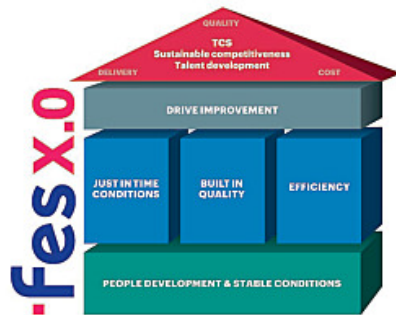 QUALITY
TCS
Sustainable competitiveness
Talent development
DELIVERY
COST
DRIVE IMPROVEMENT
JUST IN TIME
CONDITIONS
BUILT IN
QUALITY
EFFICIENCY
PEOPLE DEVELOPMENT & STABLE CONDITIONS
fes x.0